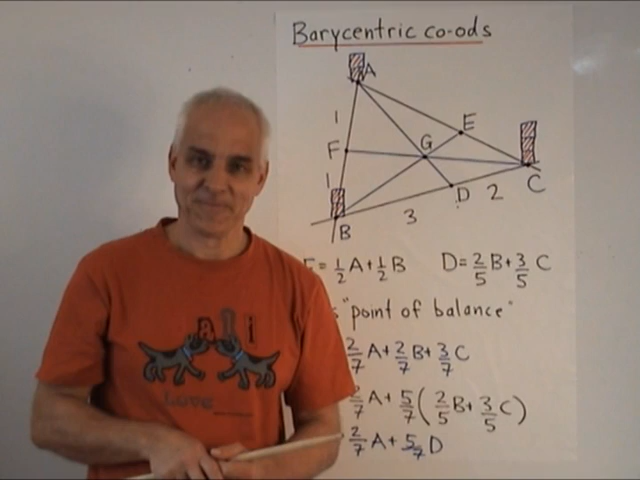 Barycentric co-ods
A
1
E
F
G
1
C
D
2
3
B
F = 1/2 A + 1/2 B    D = 2/5 B + 3/5 C
"point of balance"
2/7 A + 2/7 B + 3/7 C
2/7 A + 5/7 ( 2/5 B + 3/5 C )
2/7 A + 5/7 D